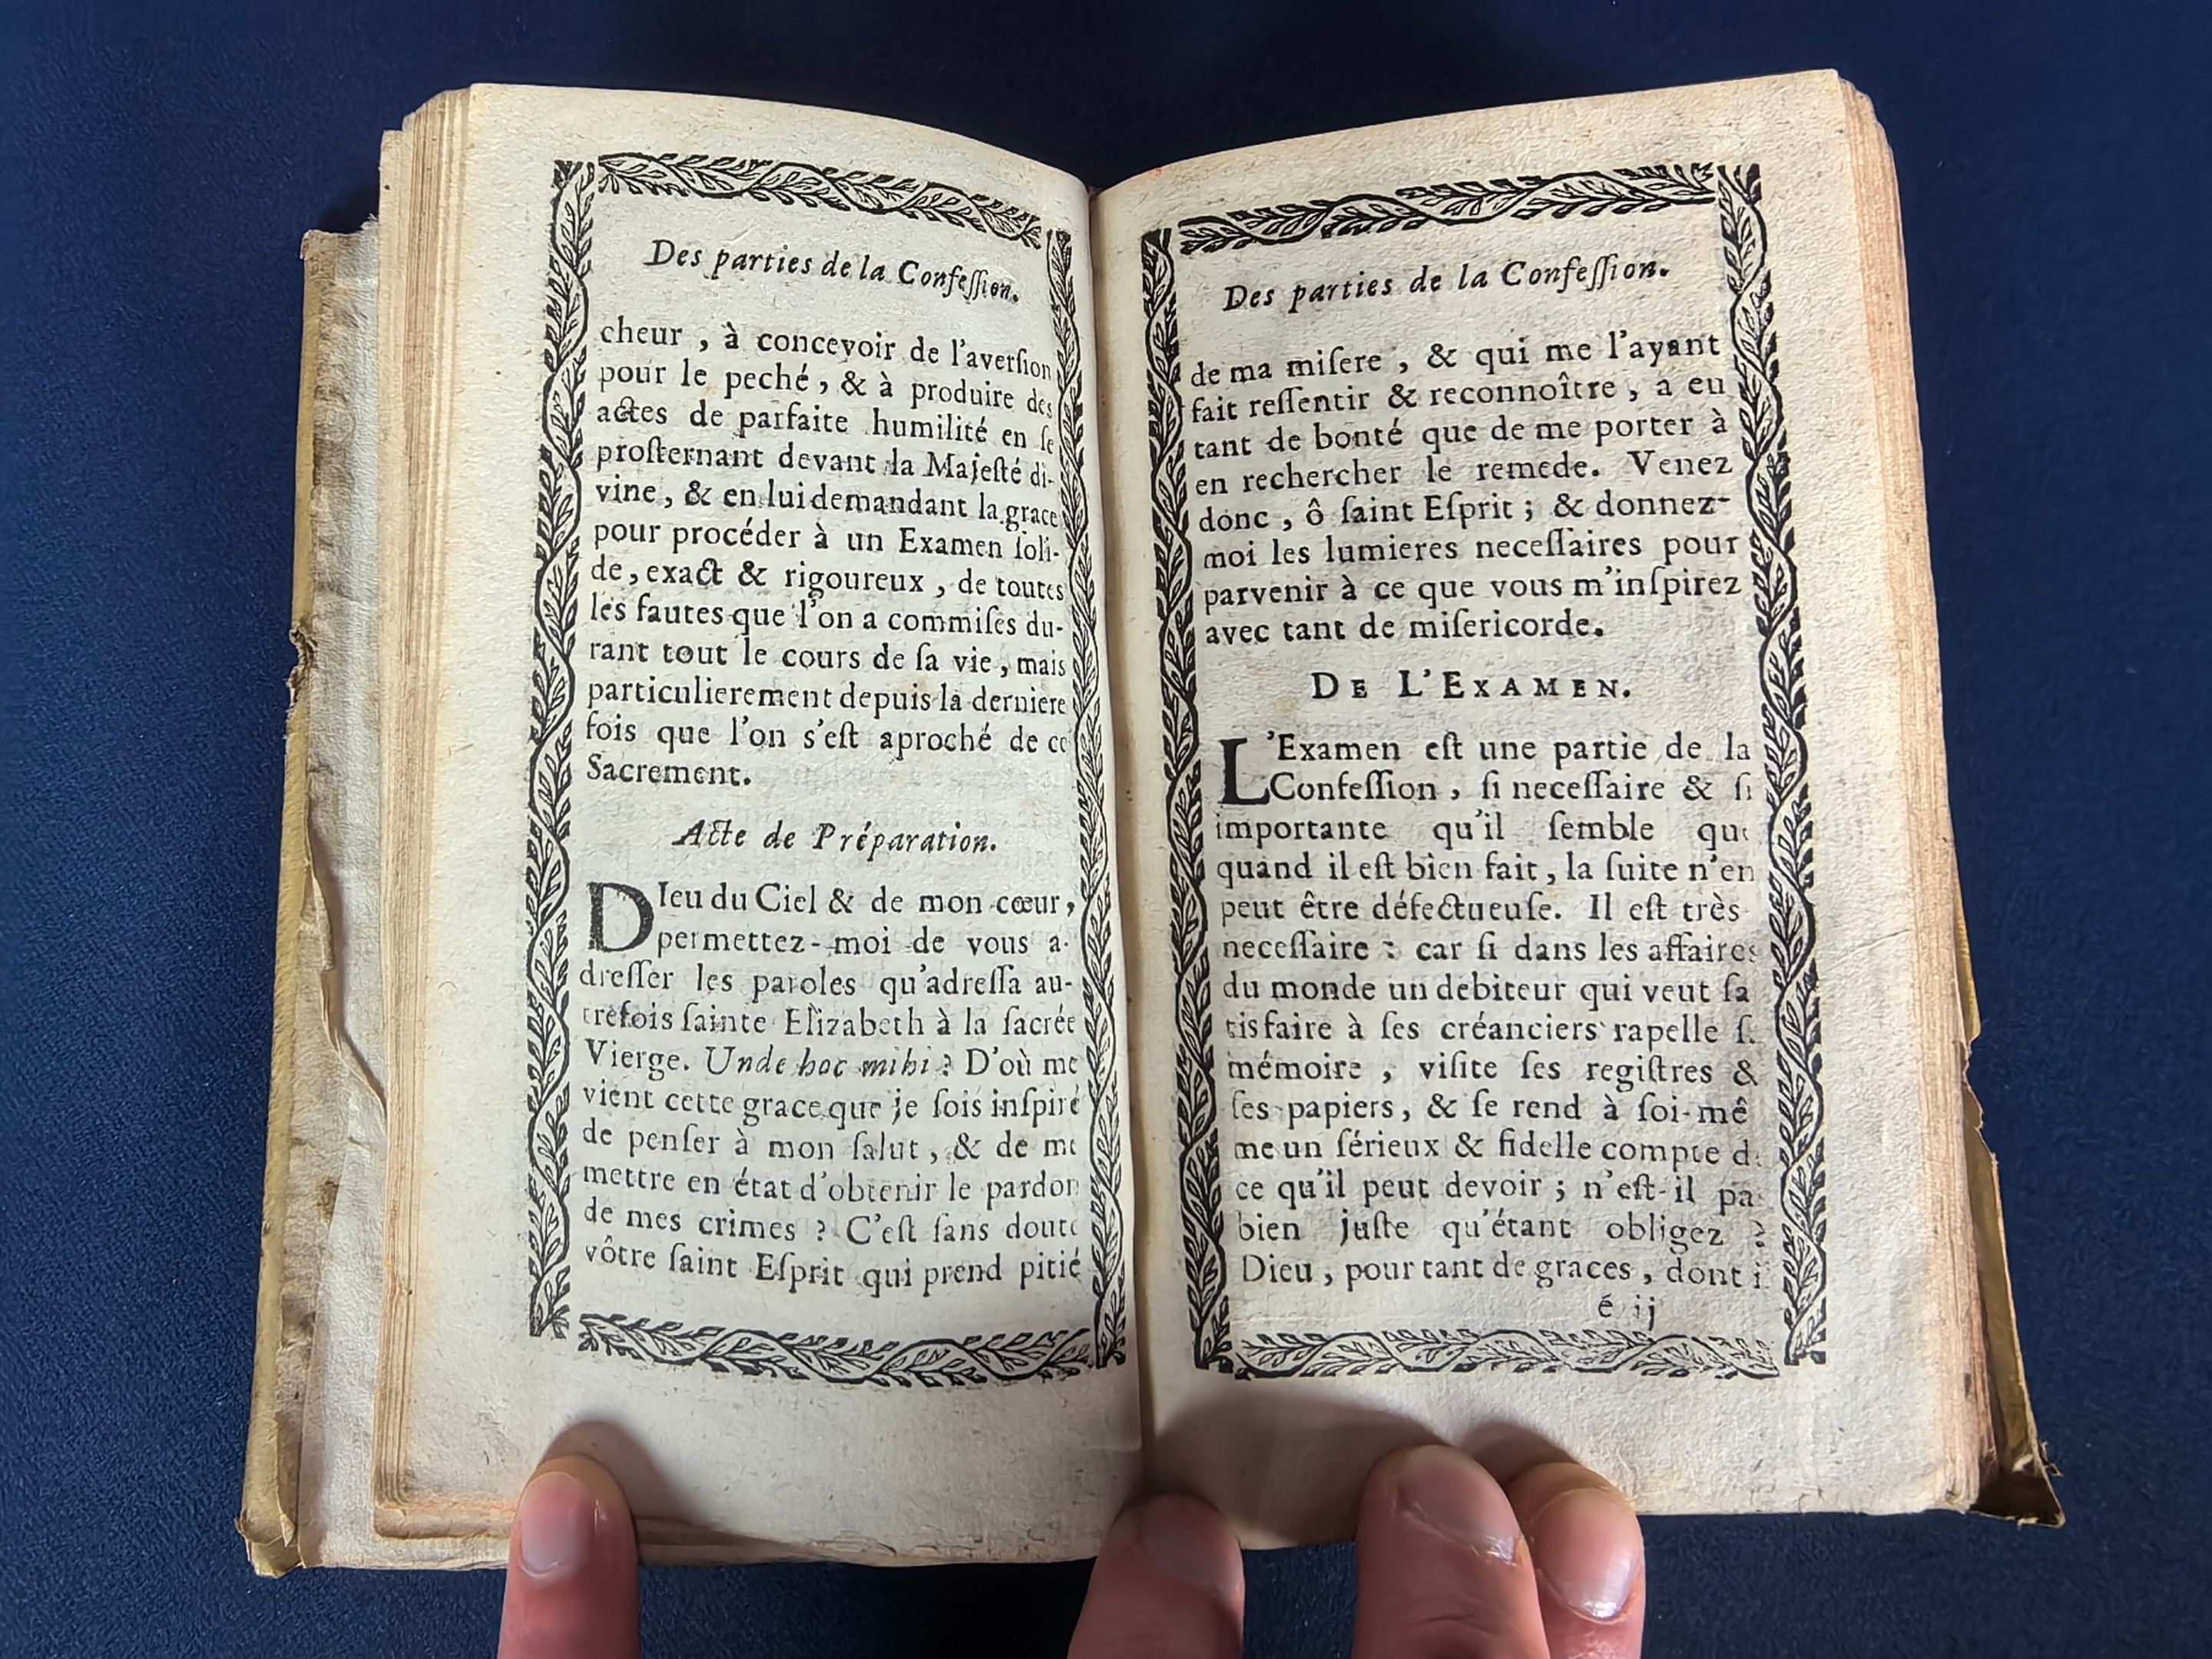 Des parties de la Confeſſion.
cheur , à concevoir de l'averſion
pour le peché , & à produire des
actes de parfaite humilité en ſe
proſternant devant la Majeſté di-
vine , & en lui demandant la grace
pour procéder à un Examen ſoli-
de , exact & rigoureux , de toutes
les fautes que l'on a commiſes du-
rant tout le cours de ſa vie , mais
particulierement depuis la derniere
fois que l'on s'eſt aproché de ce
Sacrement.
Acte de Préparation.
DIeu du Ciel & de mon cœur ,
permettez-moi de vous a-
dreſſer les paroles qu'adreſſa au-
trefois ſainte Elizabeth à la ſacrée
Vierge. Unde hoc mihi ? D'où me
vient cette grace que je ſois inſpiré
de penſer à mon ſalut , & de me
mettre en état d'obtenir le pardon
de mes crimes ? C'eſt ſans doute
vôtre ſaint Eſprit qui prend pitié
Des parties de la Confeſſion.
de ma miſere , & qui me l'ayant
fait reſſentir & reconnoître , a eu
tant de bonté que de me porter à
en rechercher le remede. Venez
donc , ô ſaint Eſprit ; & donnez-
moi les lumieres neceſſaires pour
parvenir à ce que vous m'inſpirez
avec tant de miſericorde.
DE L'EXAMEN.
L'Examen eſt une partie de la
Confeſſion , ſi neceſſaire & ſi
importante qu'il ſemble que
quand il eſt bien fait , la ſuite n'en
peut être défectueuſe. Il eſt très
neceſſaire : car ſi dans les affaires
du monde un debiteur qui veut ſa
tisfaire à ſes créanciers rapelle
mémoire , viſite ſes regiſtres &
ſes papiers , & ſe rend à ſoi-mê
me un ſérieux & fidelle compte
ce qu'il peut devoir ; n'eſt-il pa
bien juſte qu'étant obligez
Dieu , pour tant de graces , dont
é ij